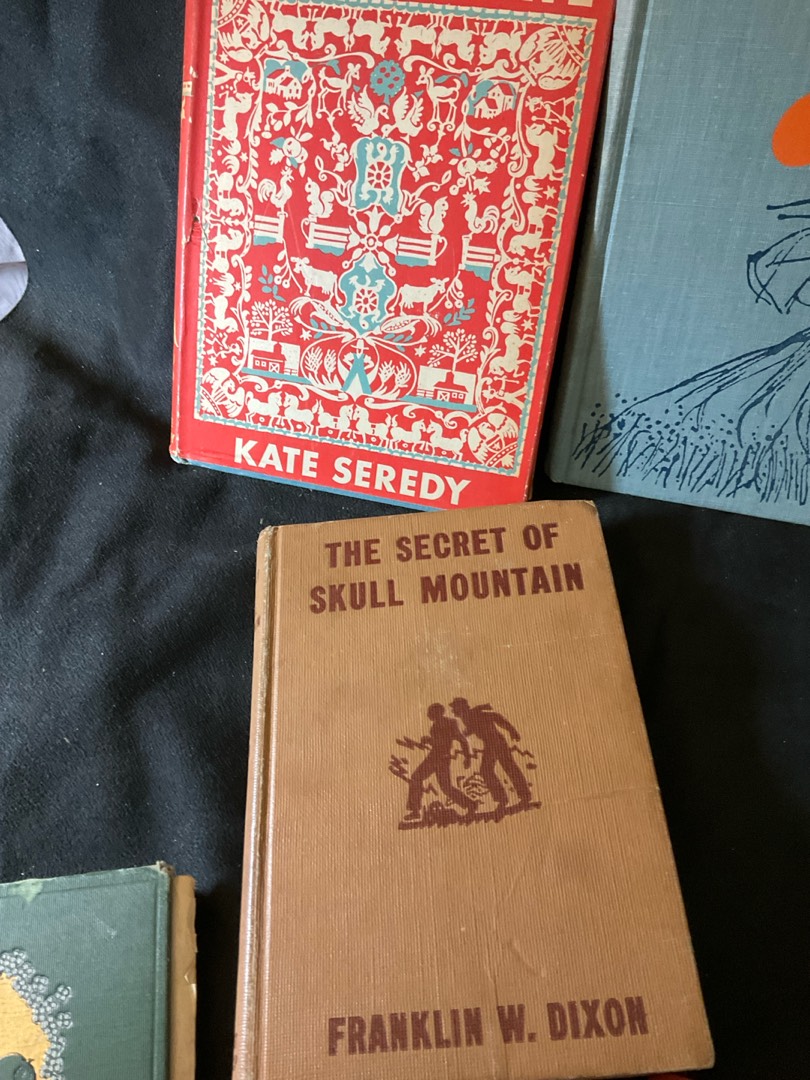 KATE SEREDY
THE SECRET OF
SKULL MOUNTAIN
FRANKLIN W. DIXON